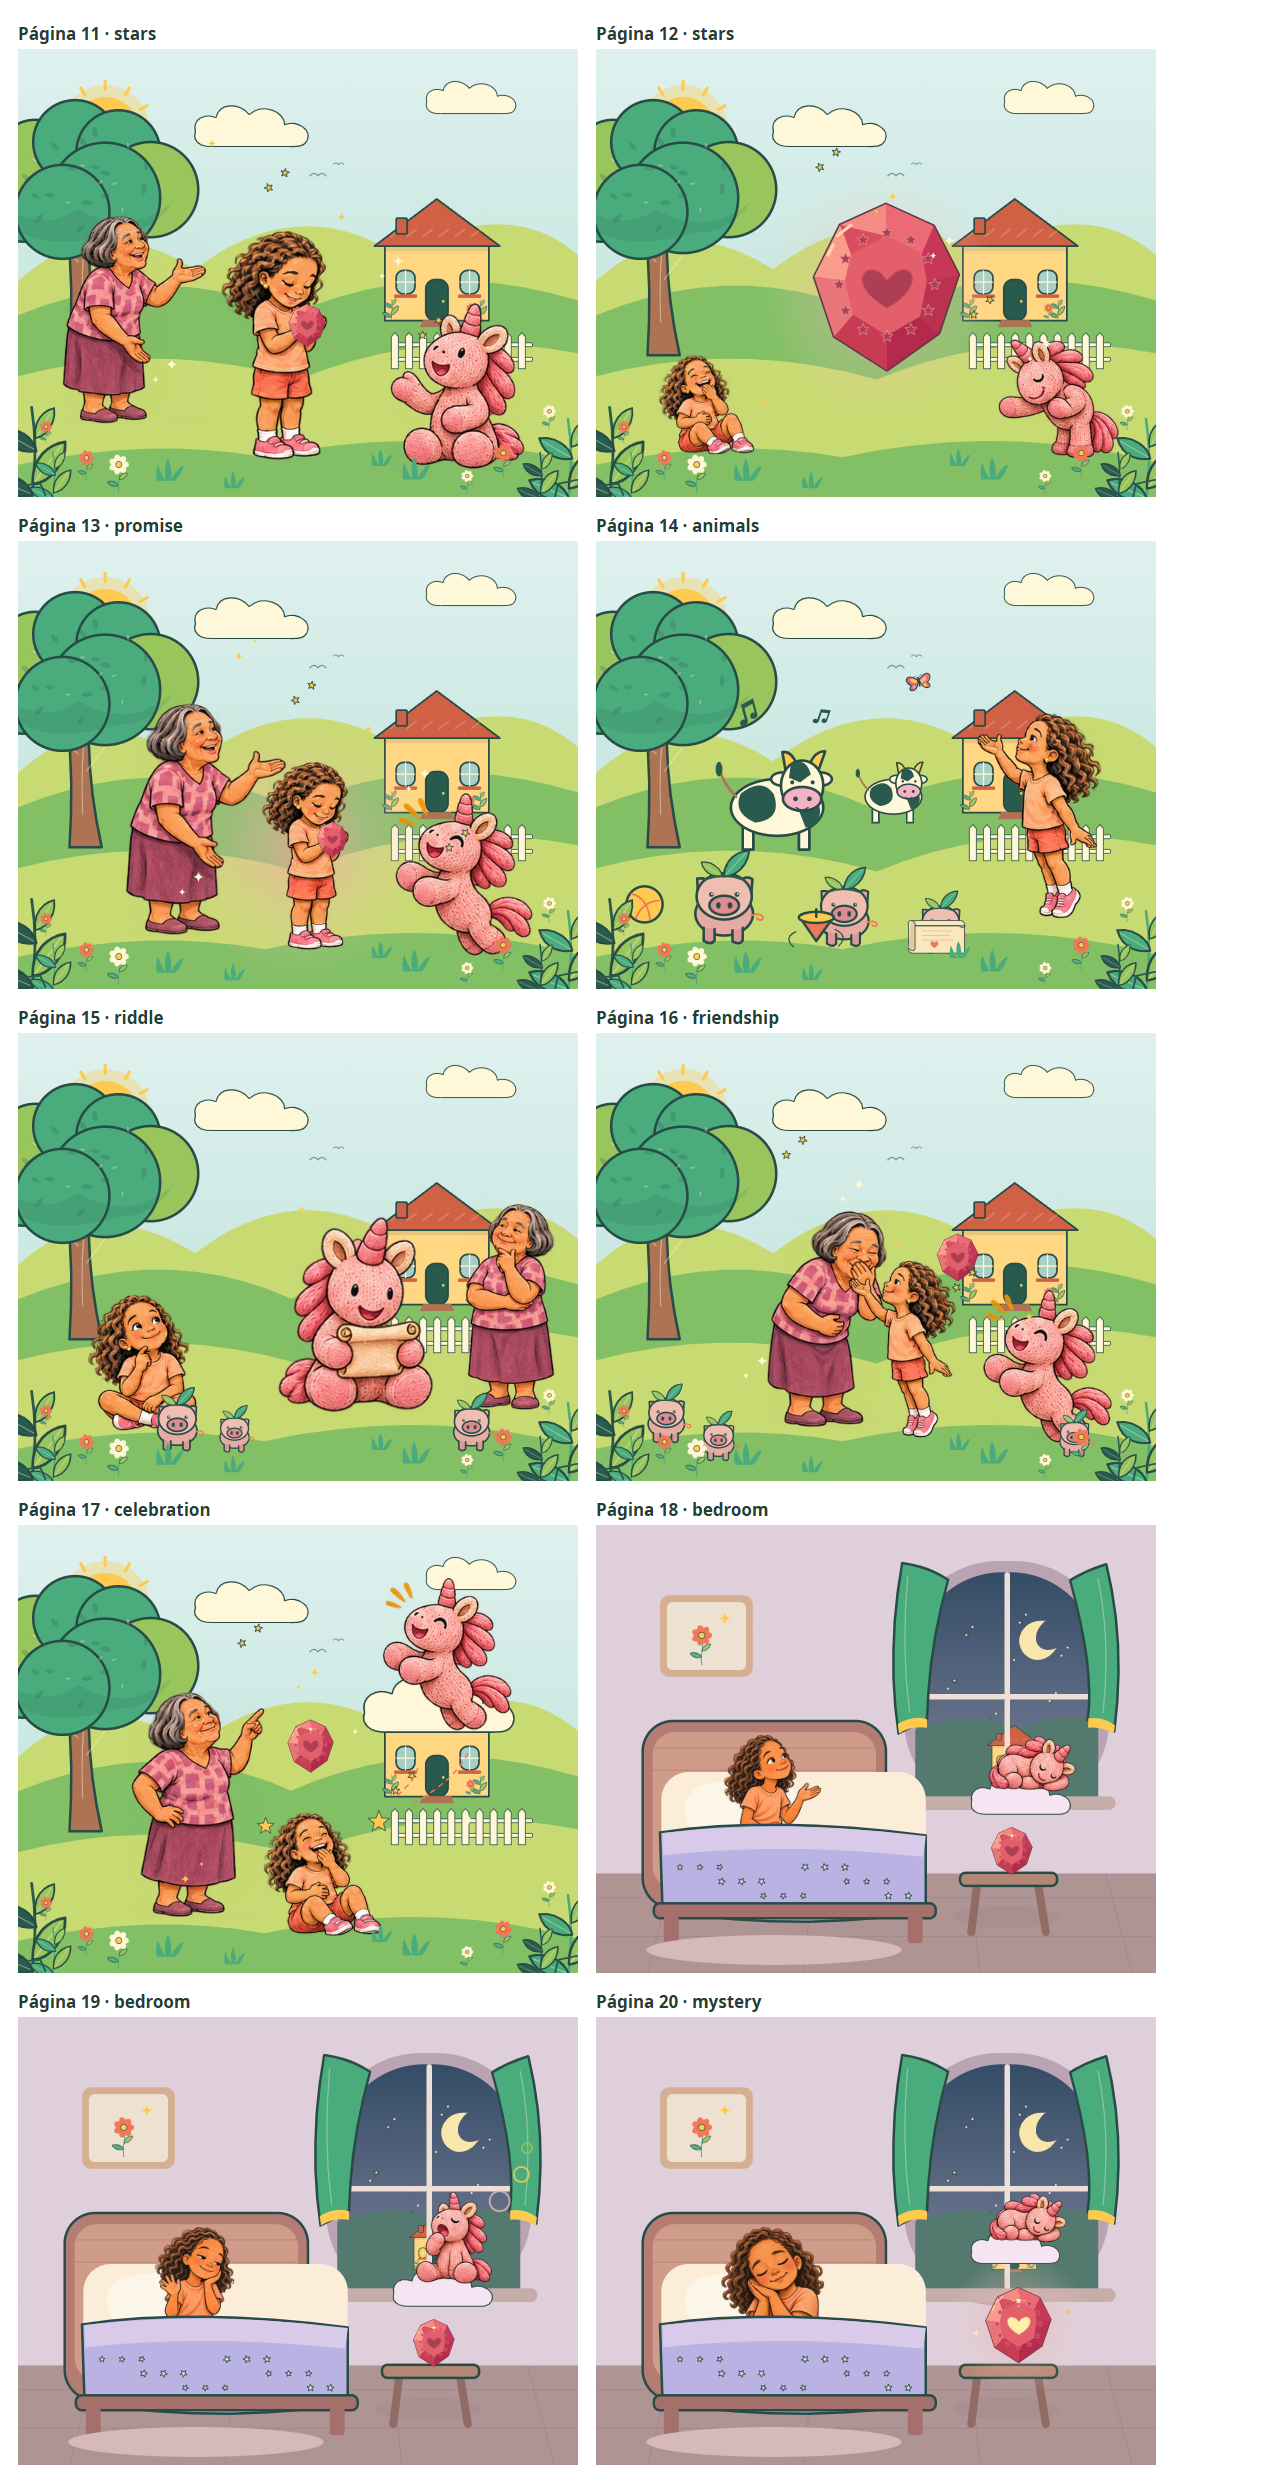 Página 11 · stars
Página 12 · stars
Página 13 · promise
Página 14 · animals
Página 15 · riddle
Página 16 · friendship
Página 17 · celebration
Página 18 · bedroom
Página 19 · bedroom
Página 20 · mystery